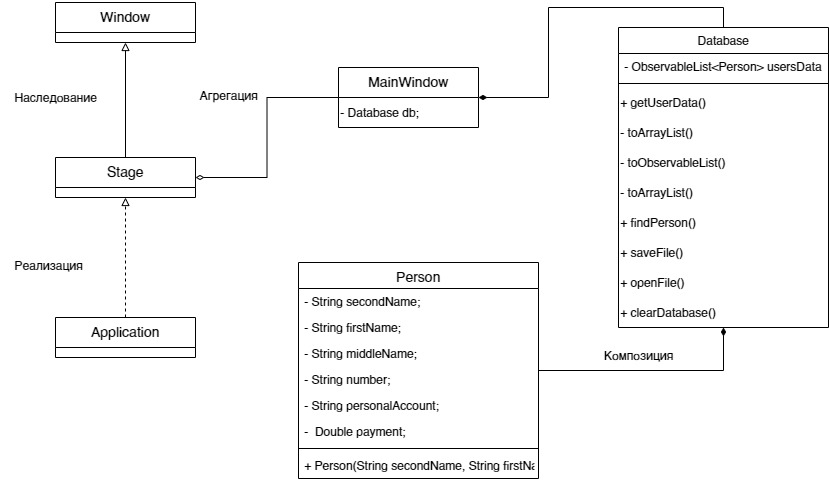 Window
Наследование
Stage
Реализация
Application
Агрегация
MainWindow
- Database db;
Database
- ObservableList<Person> usersData
+ getUserData()
- toArrayList()
- toObservableList()
- toArrayList()
+ findPerson()
+ saveFile()
+ openFile()
+ clearDatabase()
Композиция
Person
- String secondName;
- String firstName;
- String middleName;
- String number;
- String personalAccount;
- Double payment;
+ Person(String secondName, String firstNa